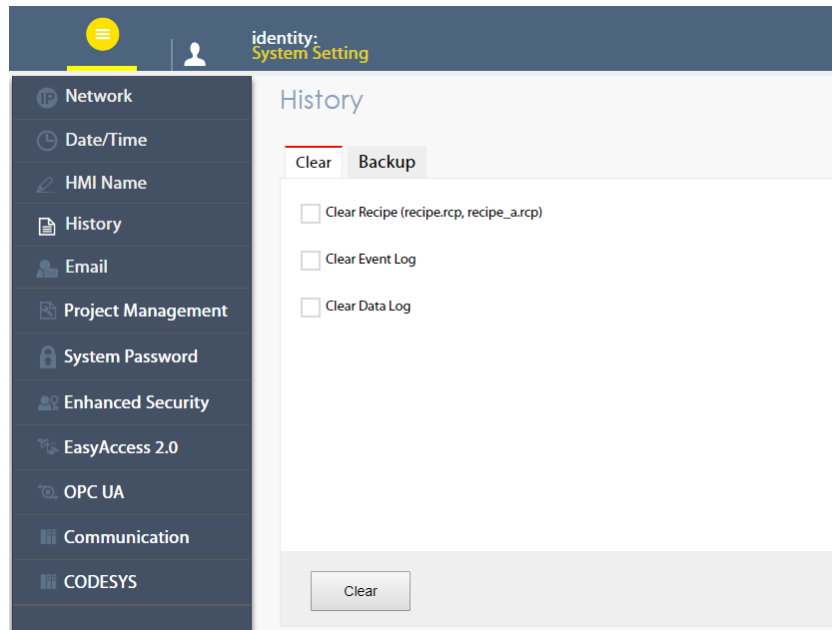 identity:
System Setting
Network
Date/Time
HMI Name
History
Email
Project Management
System Password
Enhanced Security
EasyAccess 2.0
OPC UA
Communication
CODESYS
History
Clear Backup
Clear Recipe (recipe.rcp, recipe_a.rcp)
Clear Event Log
Clear Data Log
Clear